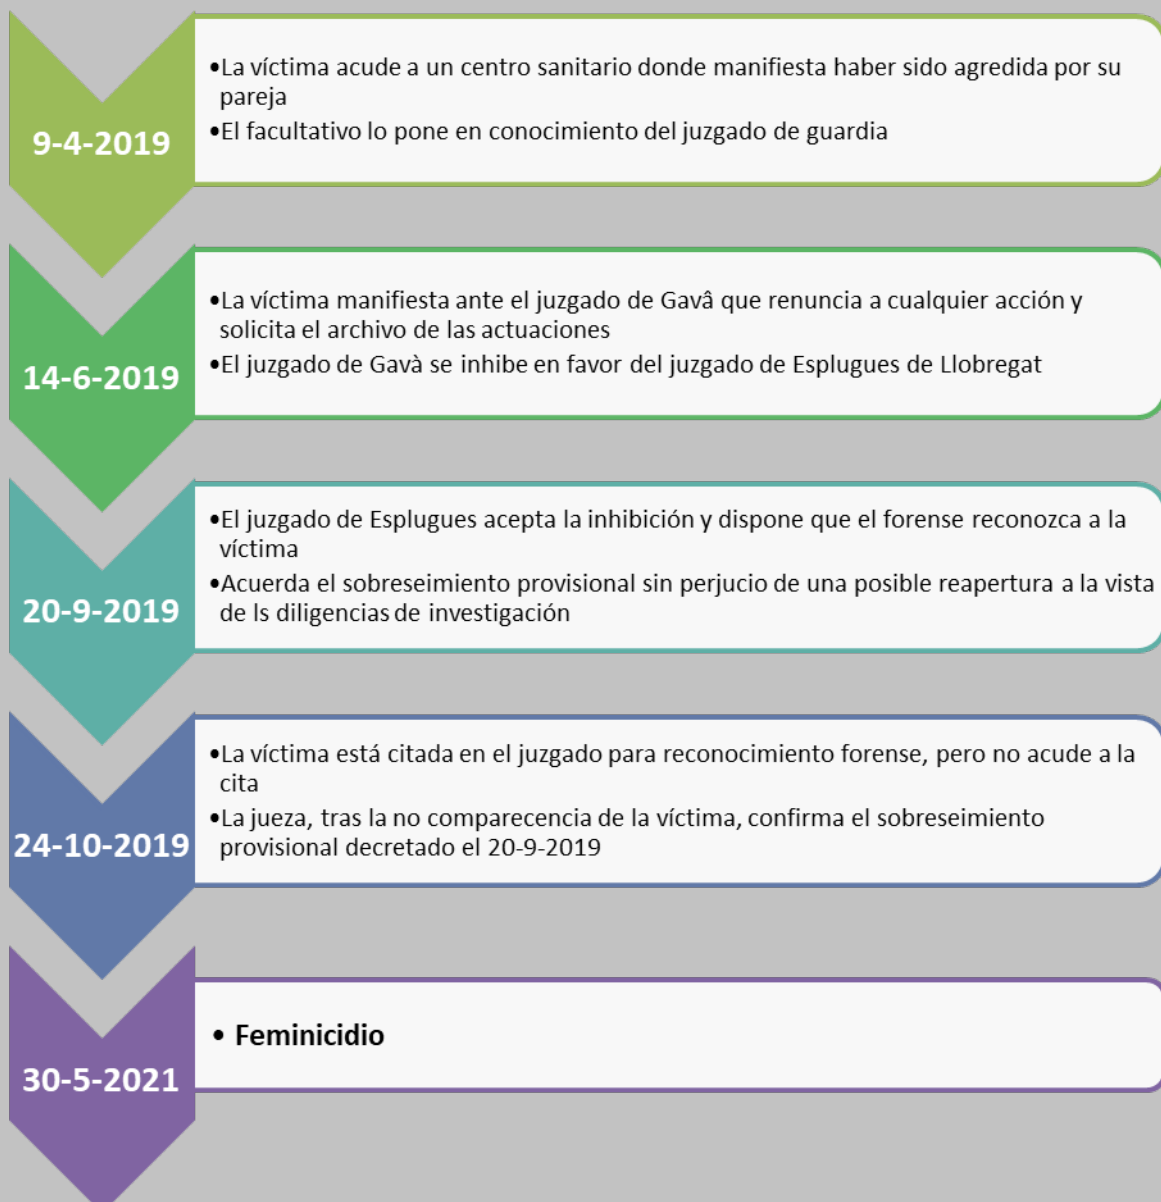 9-4-2019
•La víctima acude a un centro sanitario donde manifiesta haber sido agredida por su
pareja
•El facultativo lo pone en conocimiento del juzgado de guardia
14-6-2019
•La víctima manifiesta ante el juzgado de Gavâ que renuncia a cualquier acción y
solicita el archivo de las actuaciones
•El juzgado de Gavà se inhibe en favor del juzgado de Esplugues de Llobregat
20-9-2019
•El juzgado de Esplugues acepta la inhibición y dispone que el forense reconozca a la
víctima
•Acuerda el sobreseimiento provisional sin perjucio de una posible reapertura a la vista
de ls diligencias de investigación
24-10-2019
•La víctima está citada en el juzgado para reconocimiento forense, pero no acude a la
cita
•La jueza, tras la no comparecencia de la víctima, confirma el sobreseimiento
provisional decretado el 20-9-2019
30-5-2021
• Feminicidio